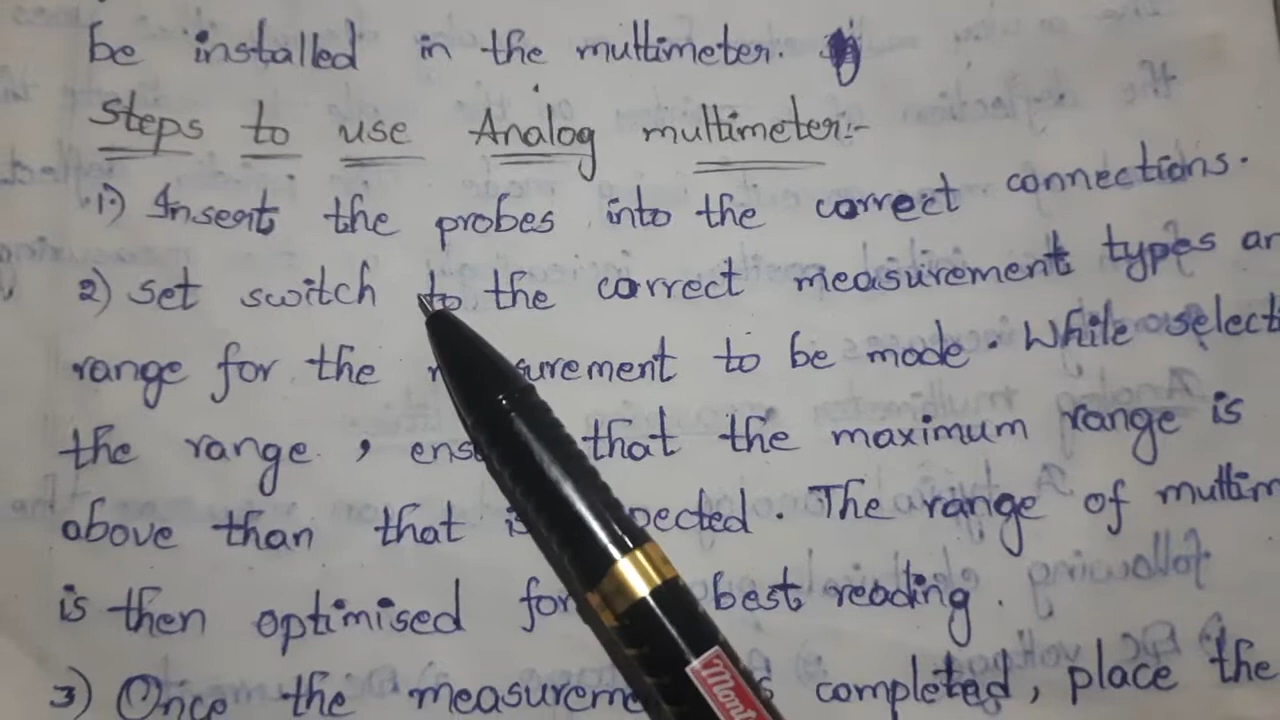 be installed in the multimeter.
Steps to use Analog multimeter:-
1) Insert the probes into the correct connections.
2) set switch to the correct measurement types
range for the to be made. While
the range, that the maximum range is
above than that The range of
is then optimised for best reading.
3) Once the completed, place the